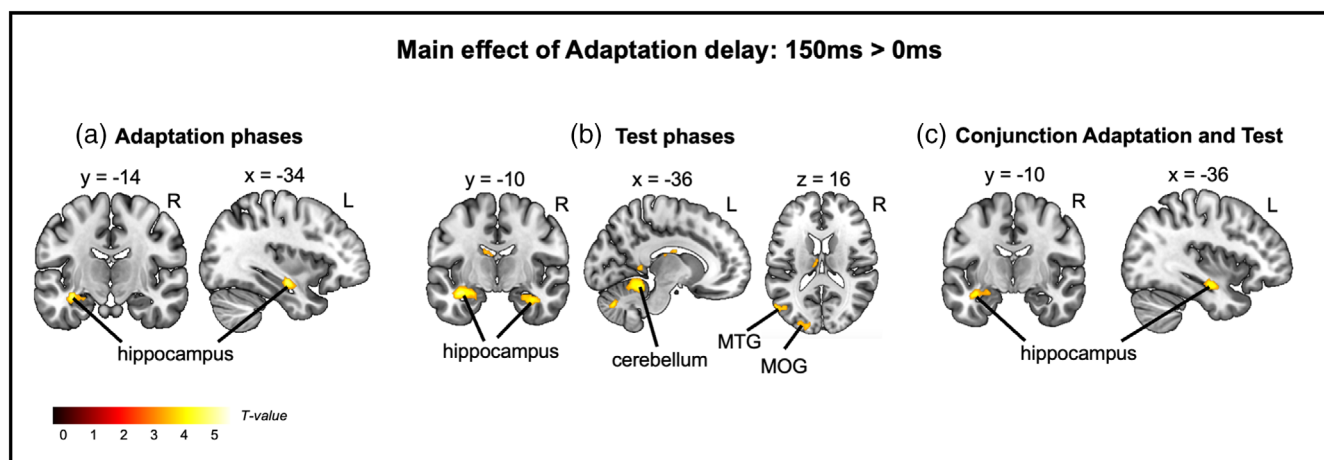 Main effect of Adaptation delay: 150ms > 0ms
(a) Adaptation phases
y = -14
R
x = -34
L
hippocampus
(b) Test phases
y = -10
R
x = -36
L
z = 16
R
hippocampus
cerebellum
MTG
MOG
(c) Conjunction Adaptation and Test
y = -10
R
x = -36
L
hippocampus
T-value
0 1 2 3 4 5